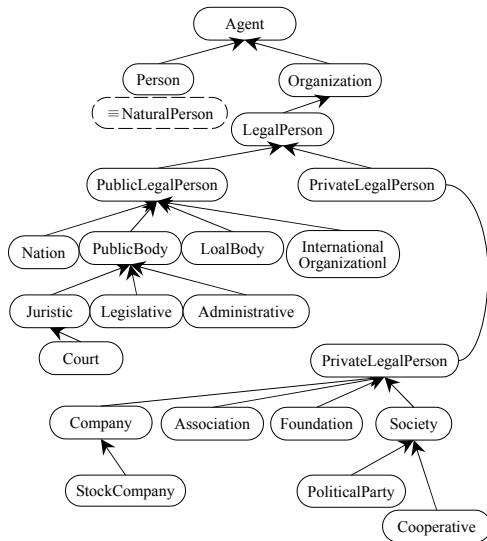 Agent
Person
Organization
≡NaturalPerson
LegalPerson
PublicLegalPerson
PrivateLegalPerson
Nation
PublicBody
LoalBody
International
Organizationl
Juristic
Legislative
Administrative
Court
PrivateLegalPerson
Company
Association
Foundation
Society
StockCompany
PoliticalParty
Cooperative